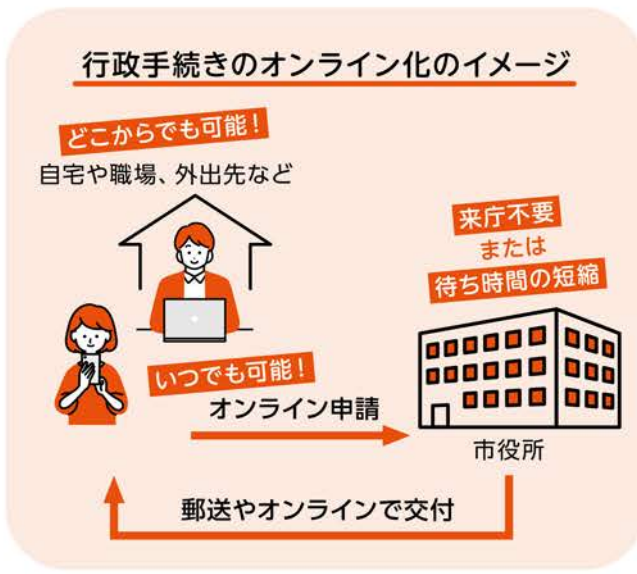 行政手続きのオンライン化のイメージ
どこからでも可能！
自宅や職場、外出先など
来庁不要
または
待ち時間の短縮
いつでも可能！
オンライン申請
市役所
郵送やオンラインで交付